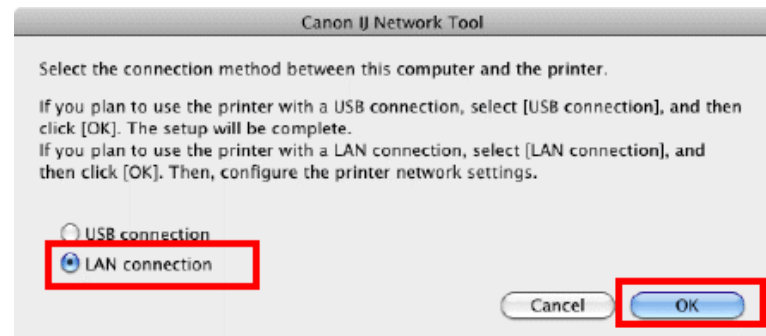 Canon IJ Network Tool
Select the connection method between this computer and the printer.
If you plan to use the printer with a USB connection, select [USB connection], and then
click [OK]. The setup will be complete.
If you plan to use the printer with a LAN connection, select [LAN connection], and
then click [OK]. Then, configure the printer network settings.
USB connection
LAN connection
Cancel OK